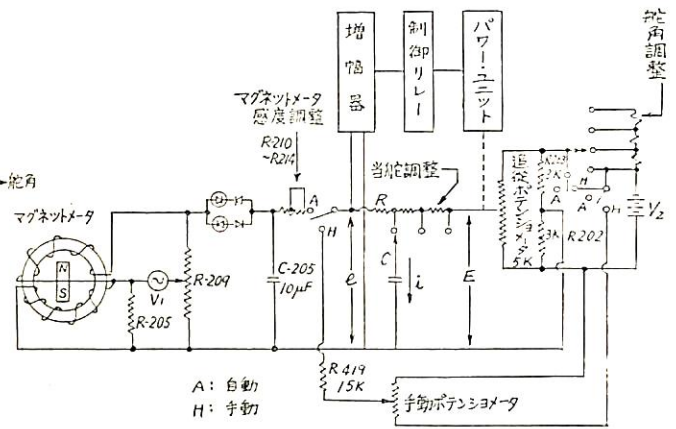 増幅器
制御リレー
パワー・ユニット
舵角調整
マグネットメータ
感度調整
R-210
~R214
当舵調整
舵角
マグネットメータ
N
S
V1
R-205
R-209
C-205
10μF
A
H
R
C
i
e
E
追従ポテンショメータ
5K
2K
3K
R202
A
H
A
H
V2
R419
15K
手動ポテンショメータ
A: 自動
H: 手動